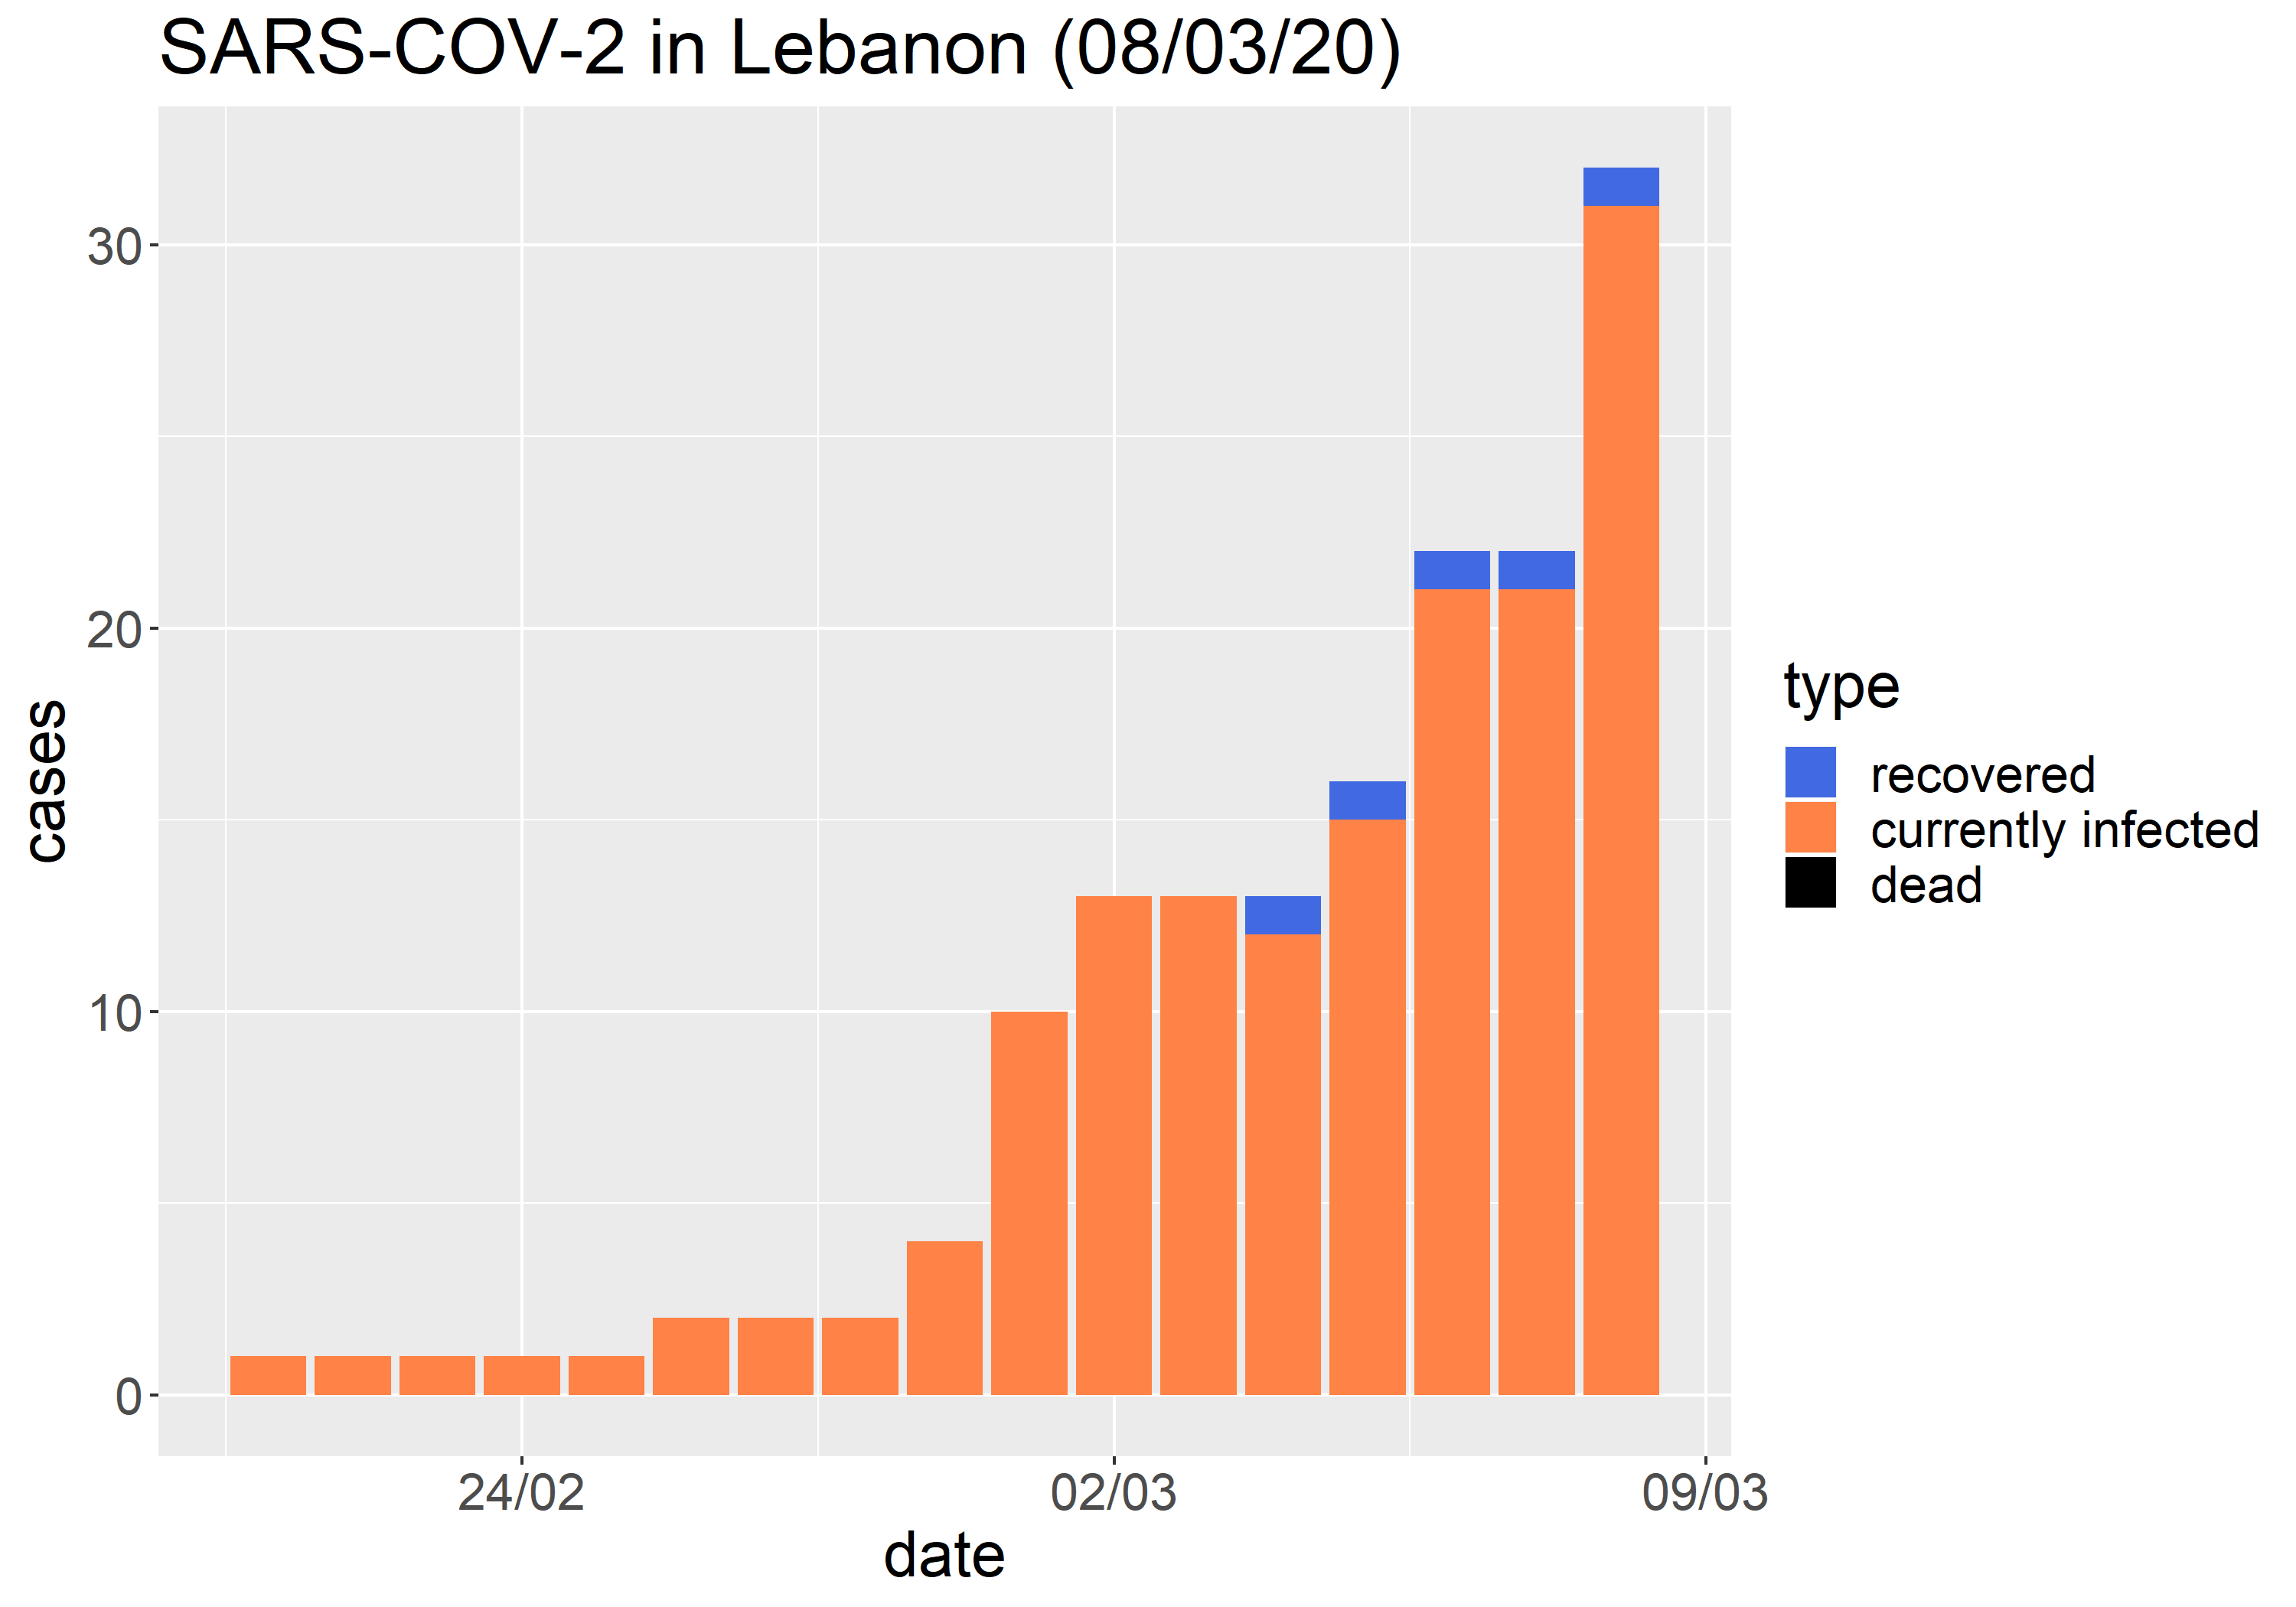 SARS-COV-2 in Lebanon (08/03/20)
30
20
10
0
cases
24/02
02/03
09/03
date
type
recovered
currently infected
dead